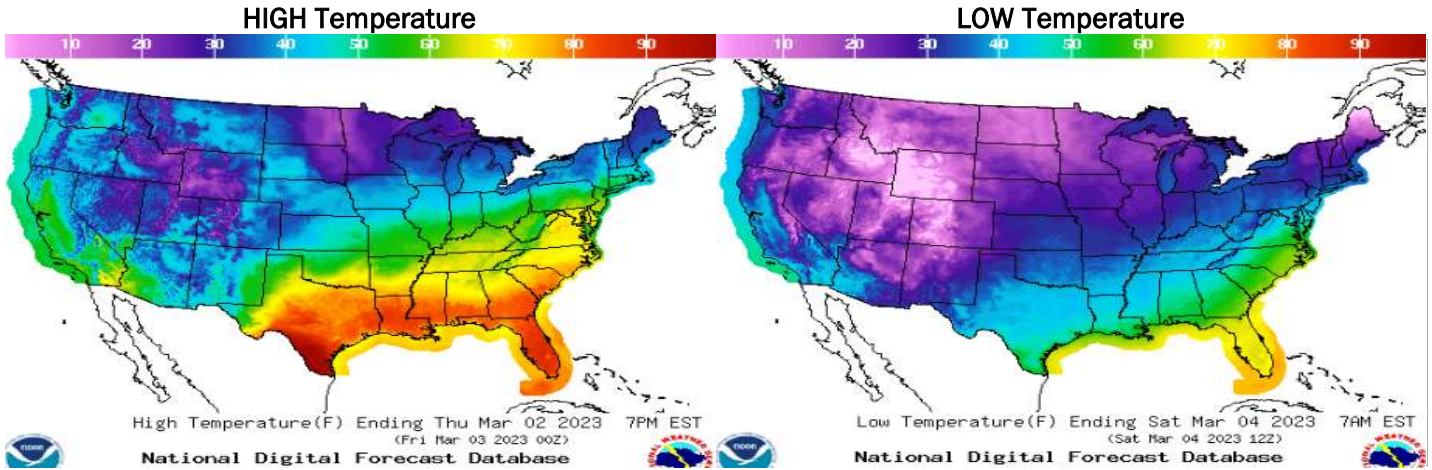 HIGH Temperature
10 20 30 40 50 60 70 80 90
High Temperature(F) Ending Thu Mar 02 2023 7PM EST
(Fri Mar 03 2023 00Z)
National Digital Forecast Database
noaa
LOW Temperature
10 20 30 40 50 60 70 80 90
Low Temperature(F) Ending Sat Mar 04 2023 7AM EST
(Sat Mar 04 2023 12Z)
National Digital Forecast Database
noaa